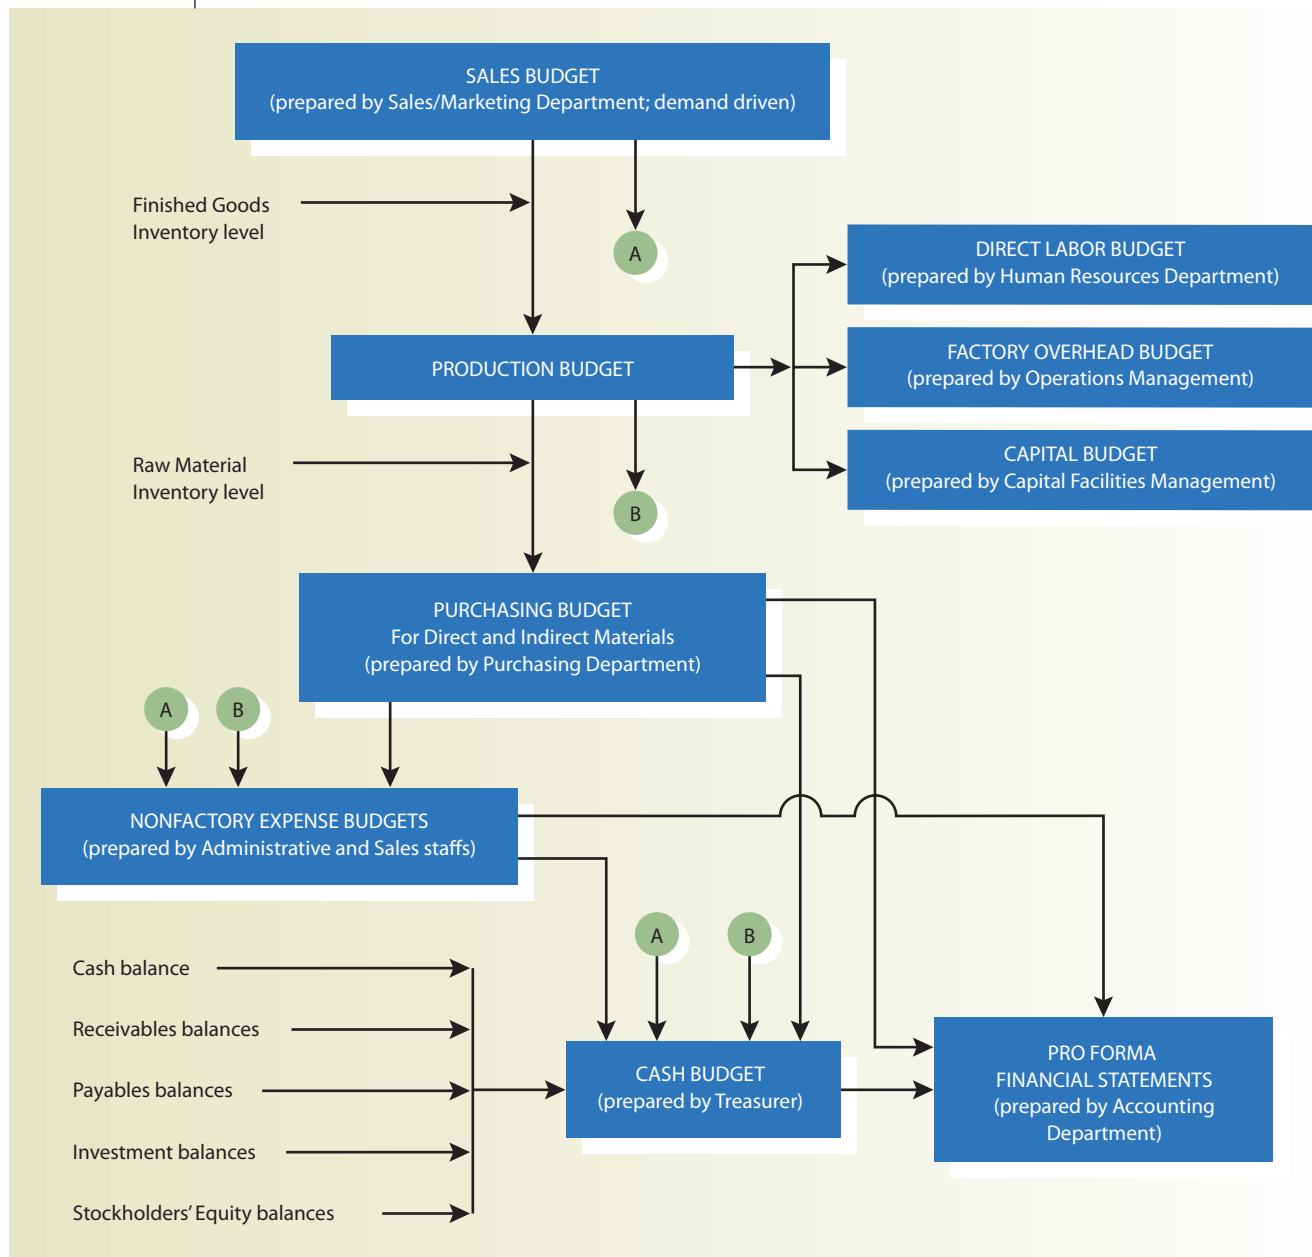 SALES BUDGET
(prepared by Sales/Marketing Department; demand driven)
Finished Goods
Inventory level
A
DIRECT LABOR BUDGET
(prepared by Human Resources Department)
PRODUCTION BUDGET
FACTORY OVERHEAD BUDGET
(prepared by Operations Management)
CAPITAL BUDGET
(prepared by Capital Facilities Management)
Raw Material
Inventory level
B
PURCHASING BUDGET
For Direct and Indirect Materials
(prepared by Purchasing Department)
A
B
NONFACTORY EXPENSE BUDGETS
(prepared by Administrative and Sales staffs)
A
B
Cash balance
Receivables balances
Payables balances
Investment balances
Stockholders’ Equity balances
CASH BUDGET
(prepared by Treasurer)
PRO FORMA
FINANCIAL STATEMENTS
(prepared by Accounting
Department)